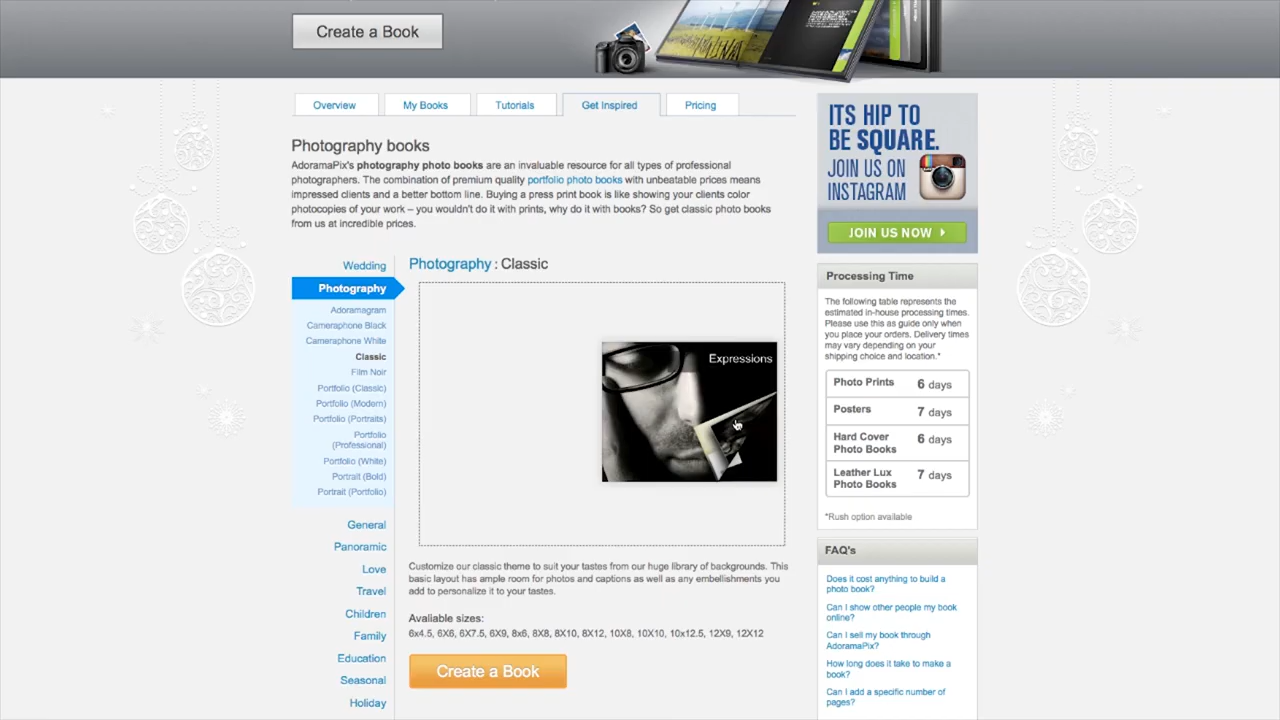 Create a Book
Overview
My Books
Tutorials
Get Inspired
Pricing
Photography books
AdoramaPix's photography photo books are an invaluable resource for all types of professional
photographers. The combination of premium quality portfolio photo books with unbeatable prices means
impressed clients and a better bottom line. Buying a press print book is like showing your clients color
photocopies of your work – you wouldn't do it with prints, why do it with books? So get classic photo books
from us at incredible prices.
Wedding
Photography
Adoramagram
Cameraphone Black
Cameraphone White
Classic
Film Noir
Portfolio (Classic)
Portfolio (Modern)
Portfolio (Portraits)
Portfolio
(Professional)
Portfolio (White)
Portrait (Bold)
Portrait (Portfolio)
General
Panoramic
Love
Travel
Children
Family
Education
Seasonal
Holiday
Photography : Classic
Expressions
Customize our classic theme to suit your tastes from our huge library of backgrounds. This
basic layout has ample room for photos and captions as well as any embellishments you
add to personalize it to your tastes.
Available sizes:
6x4.5, 6X6, 6X7.5, 6X9, 8x6, 8X8, 8X10, 8X12, 10X8, 10X10, 10x12.5, 12X9, 12X12
Create a Book
ITS HIP TO
BE SQUARE.
JOIN US ON
INSTAGRAM
JOIN US NOW
Processing Time
The following table represents the
estimated in-house processing times.
Please use this as guide only when
you place your orders. Delivery times
may vary depending on your
shipping choice and location.*
Photo Prints 6 days
Posters 7 days
Hard Cover
Photo Books 6 days
Leather Lux
Photo Books 7 days
*Rush option available
FAQ's
Does it cost anything to build a
photo book?
Can I show other people my book
online?
Can I sell my book through
AdoramaPix?
How long does it take to make a
book?
Can I add a specific number of
pages?